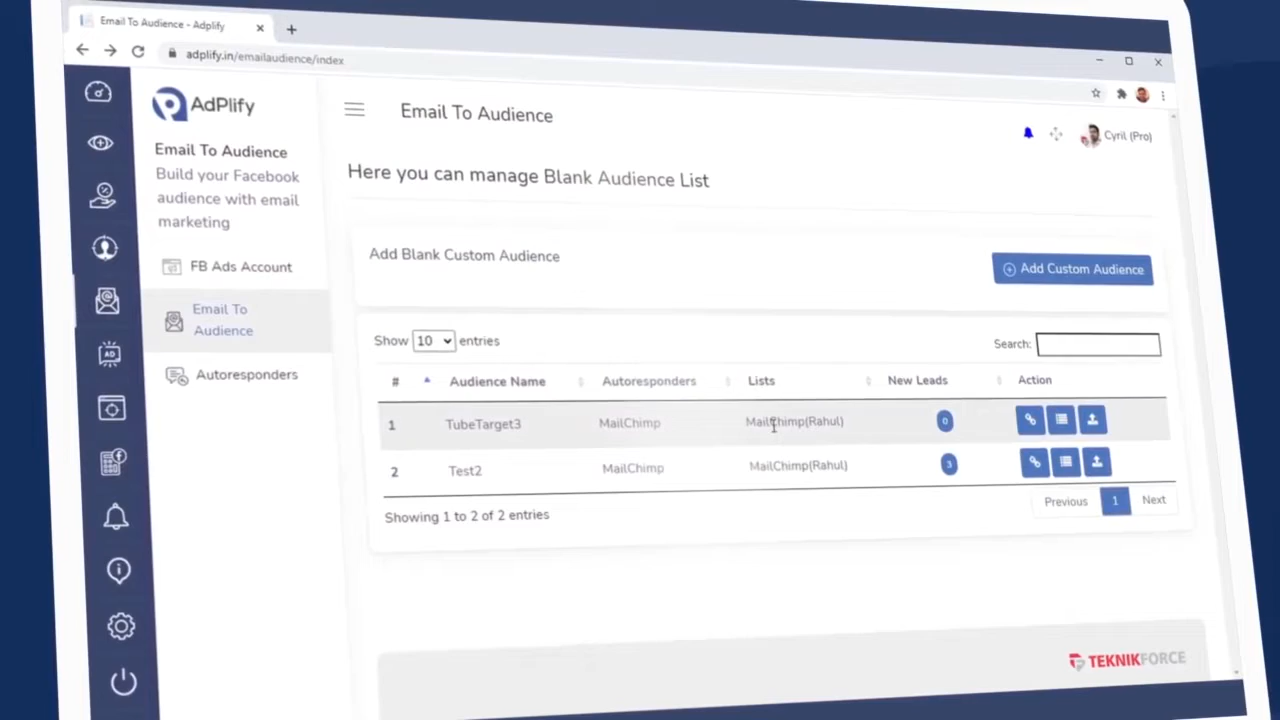 Email To Audience - Adplify
adplify.in/emailaudience/index
AdPlify
Email To Audience
Build your Facebook
audience with email
marketing
FB Ads Account
Email To
Audience
Autoresponders
Email To Audience
Cyril (Pro)
Here you can manage Blank Audience List
Add Blank Custom Audience
Add Custom Audience
Show 10 entries
Search:
# Audience Name Autoresponders Lists New Leads Action
1 TubeTarget3 MailChimp MailChimp(Rahul) 0
2 Test2 MailChimp MailChimp(Rahul) 3
Showing 1 to 2 of 2 entries
Previous 1 Next
TEKNIKFORCE
AD